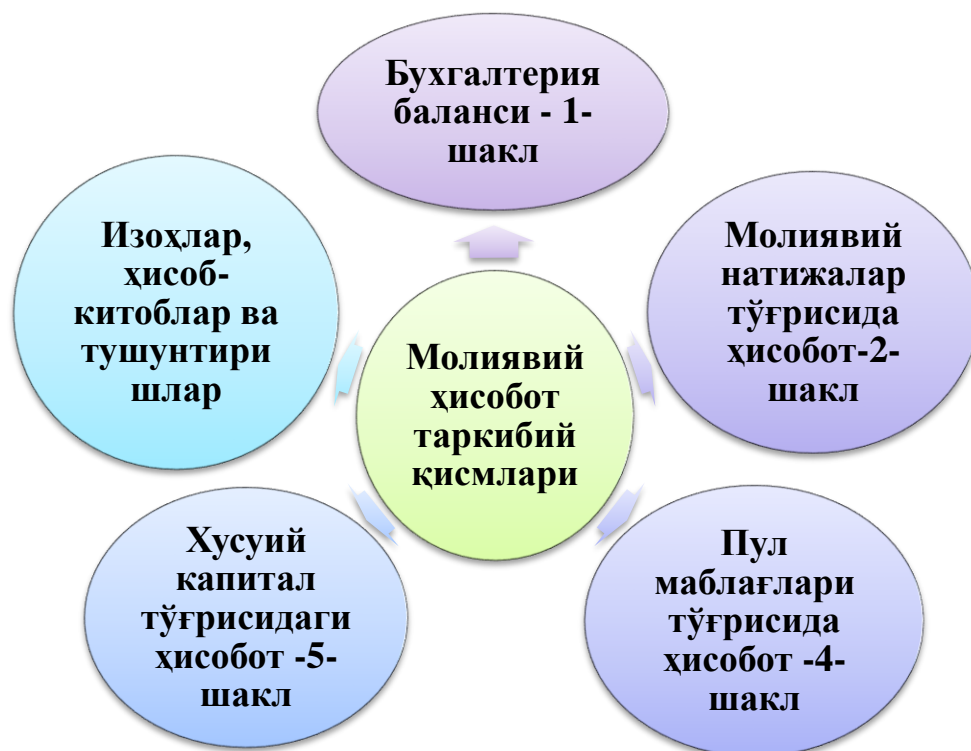 Бухгалтерия
баланси - 1-
шакл
Изоҳлар,
ҳисоб-
китоблар ва
тушунтири
шлар
Молиявий
натижалар
тўғрисида
ҳисобот-2-
шакл
Молиявий
ҳисобот
таркибий
қисмлари
Хусуий
капитал
тўғрисидаги
ҳисобот -5-
шакл
Пул
маблағлари
тўғрисида
ҳисобот -4-
шакл